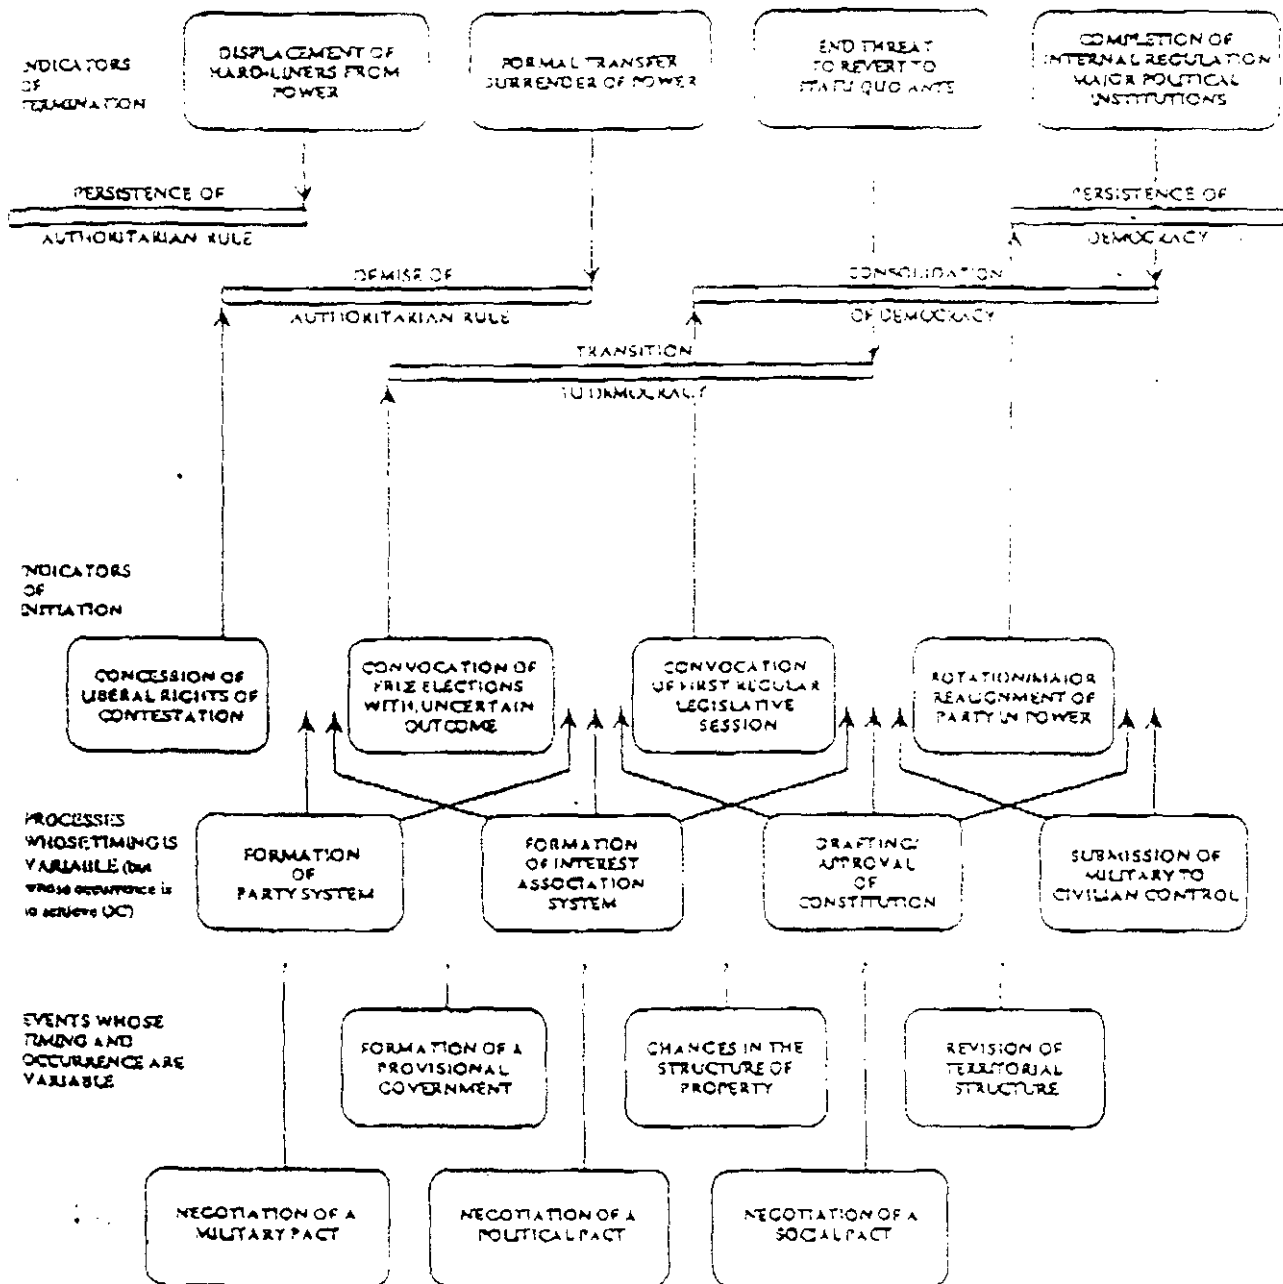 INDICATORS
OF
TERMINATION
DISPLACEMENT OF
HARD-LINERS FROM
POWER
FORMAL TRANSFER
SURRENDER OF POWER
END THREAT
TO REVERT TO
STATU QUO ANTE
COMPLETION OF
INTERNAL REGULATION
MAJOR POLITICAL
INSTITUTIONS
PERSISTENCE OF
AUTHORITARIAN RULE
PERSISTENCE OF
DEMOCRACY
DEMISE OF
AUTHORITARIAN RULE
CONSOLIDATION
OF DEMOCRACY
TRANSITION
TO DEMOCRACY
INDICATORS
OF
INITIATION
CONCESSION OF
LIBERAL RIGHTS OF
CONTESTATION
CONVOCATION OF
FREE ELECTIONS
WITH UNCERTAIN
OUTCOME
CONVOCATION
OF FIRST REGULAR
LEGISLATIVE
SESSION
ROTATION/MAJOR
REALIGNMENT OF
PARTY IN POWER
PROCESSES
WHOSE TIMING IS
VARIABLE (but
whose occurrence is
to achieve
FORMATION
OF
PARTY SYSTEM
FORMATION
OF INTEREST
ASSOCIATION
SYSTEM
DRAFTING/
APPROVAL
OF
CONSTITUTION
SUBMISSION OF
MILITARY TO
CIVILIAN CONTROL
EVENTS WHOSE
TIMING AND
OCCURRENCE ARE
VARIABLE
FORMATION OF A
PROVISIONAL
GOVERNMENT
CHANGES IN THE
STRUCTURE OF
PROPERTY
REVISION OF
TERRITORIAL
STRUCTURE
NEGOTIATION OF A
MILITARY PACT
NEGOTIATION OF A
POLITICAL PACT
NEGOTIATION OF A
SOCIAL PACT